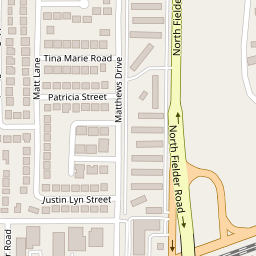 North Fielder
Tina Marie Road
Matt Lane
Matthews Drive
Patricia Street
North Fielder Road
Justin Lyn Street
Road